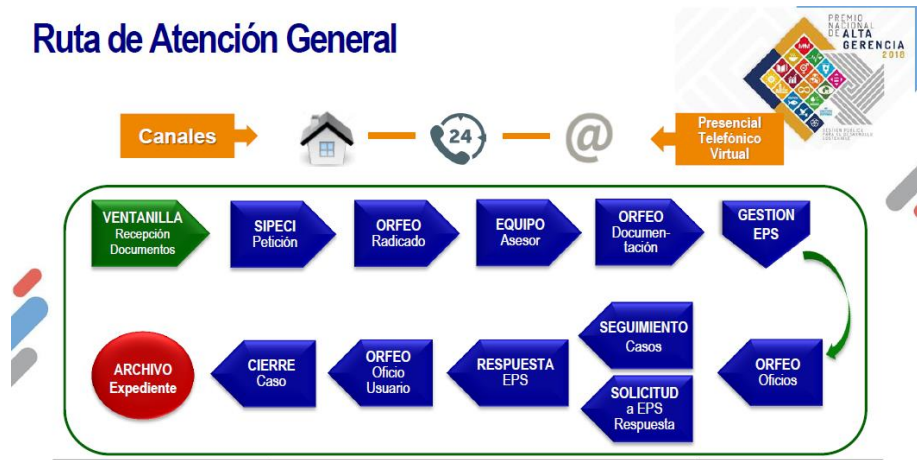 Ruta de Atención General
PREMIO
NACIONAL
DE ALTA
GERENCIA
2018
Canales
24
@
Presencial
Telefónico
Virtual
VENTANILLA
Recepción
Documentos
SIPECI
Petición
ORFEO
Radicado
EQUIPO
Asesor
ORFEO
Documen-
tación
GESTION
EPS
ARCHIVO
Expediente
CIERRE
Caso
ORFEO
Oficio
Usuario
RESPUESTA
EPS
SEGUIMIENTO
Casos
SOLICITUD
a EPS
Respuesta
ORFEO
Oficios